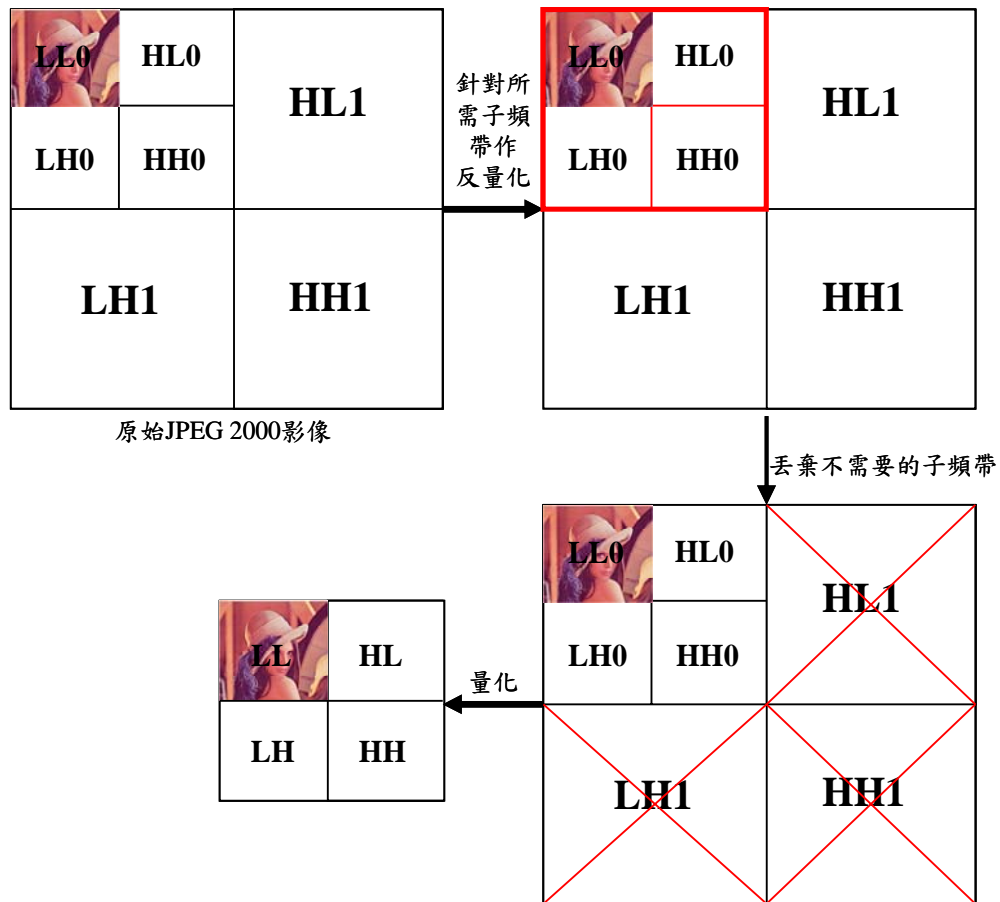 LL0
HL0
HL1
LH0
HH0
LH1
HH1
原始JPEG 2000影像
針對所
需子頻
帶作
反量化
LL0
HL0
HL1
LH0
HH0
LH1
HH1
丟棄不需要的子頻帶
LL0
HL0
HL1
LH0
HH0
LH1
HH1
量化
LL
HL
LH
HH